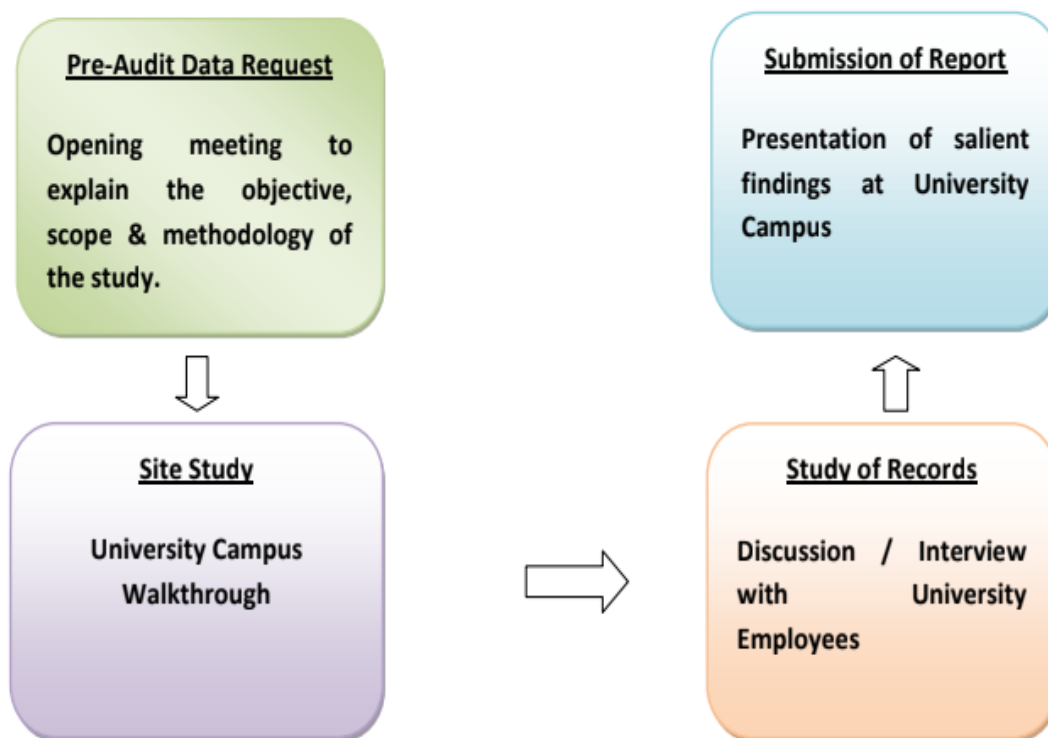 Pre-Audit Data Request
Opening meeting to
explain the objective,
scope & methodology of
the study.
Site Study
University Campus
Walkthrough
Study of Records
Discussion / Interview
with University
Employees
Submission of Report
Presentation of salient
findings at University
Campus